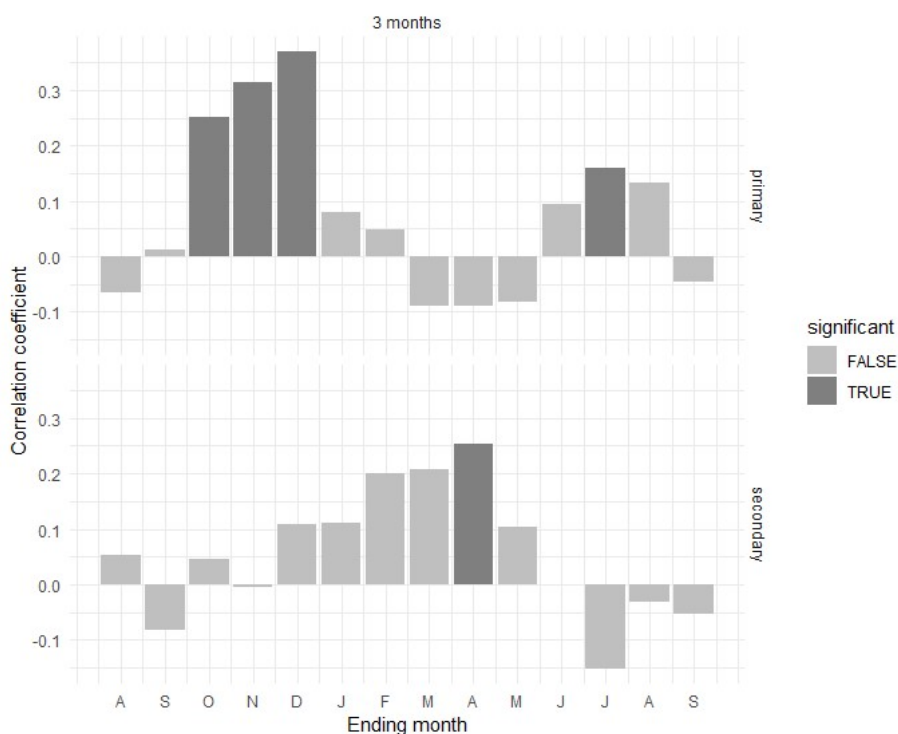 3 months
0.3
0.2
0.1
0.0
-0.1
primary
0.3
0.2
0.1
0.0
-0.1
secondary
Correlation coefficient
A S O N D J F M A M J J A S
Ending month
significant
FALSE
TRUE